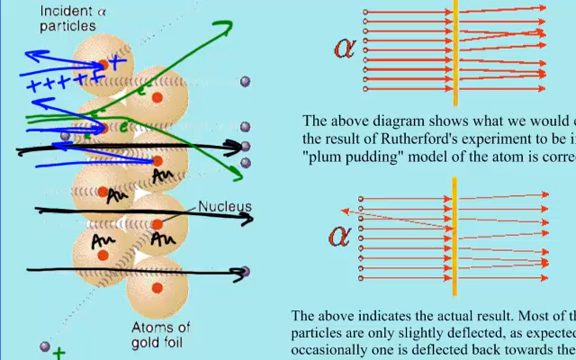 Incident α
particles
+
+++++
e⁻
e⁻
Au
Au
Au
Au
Nucleus
+
Atoms of
gold foil
α
The above diagram shows what we would
the result of Rutherford's experiment to be i
"plum pudding" model of the atom is corre
α
The above indicates the actual result. Most of th
particles are only slightly deflected, as expected
occasionally one is deflected back towards the